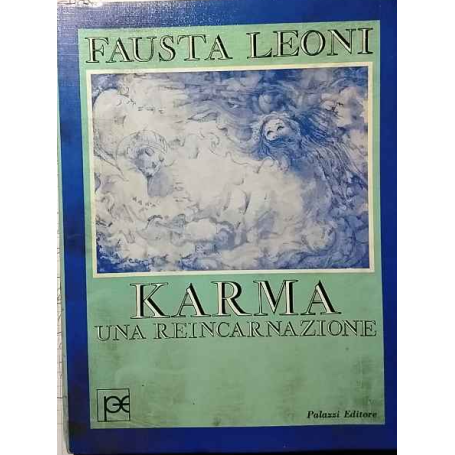 FAUSTA LEONI
KARMA
UNA REINCARNAZIONE
pe
Palazzi Editore